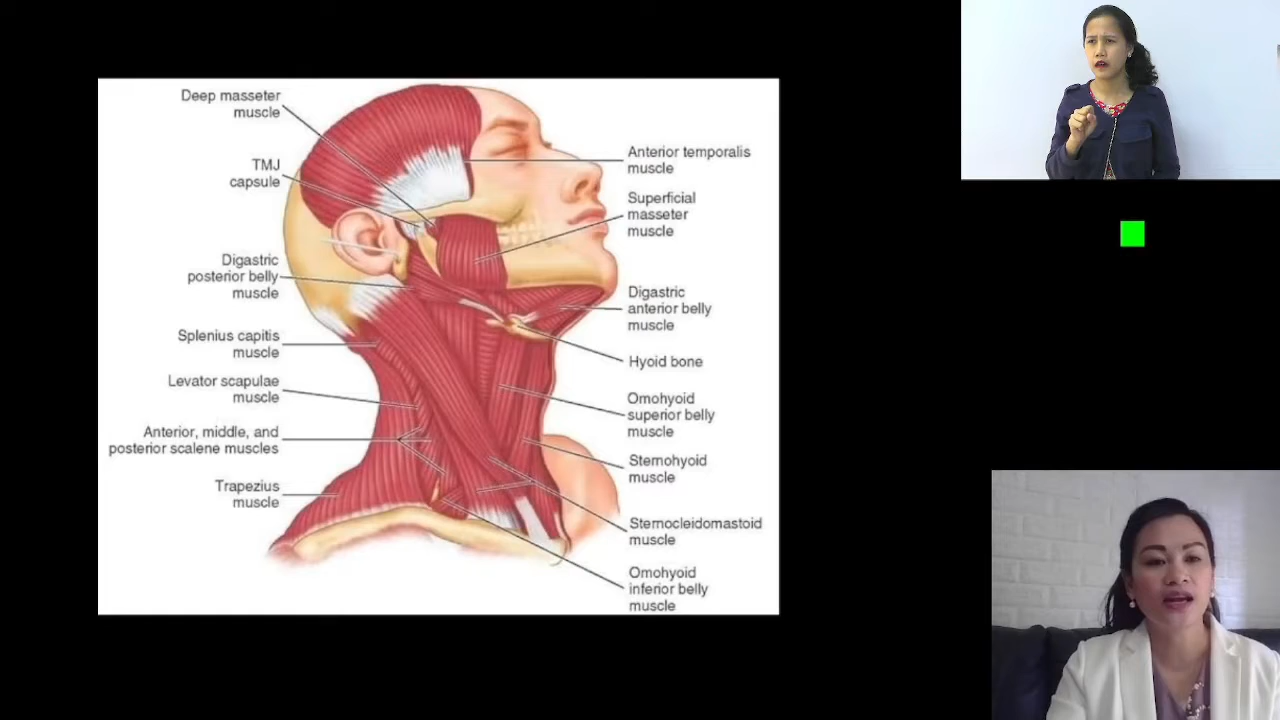 Deep masseter
muscle
TMJ
capsule
Digastric
posterior belly
muscle
Splenius capitis
muscle
Levator scapulae
muscle
Anterior, middle, and
posterior scalene muscles
Trapezius
muscle
Anterior temporalis
muscle
Superficial
masseter
muscle
Digastric
anterior belly
muscle
Hyoid bone
Omohyoid
superior belly
muscle
Sternohyoid
muscle
Sternocleidomastoid
muscle
Omohyoid
inferior belly
muscle